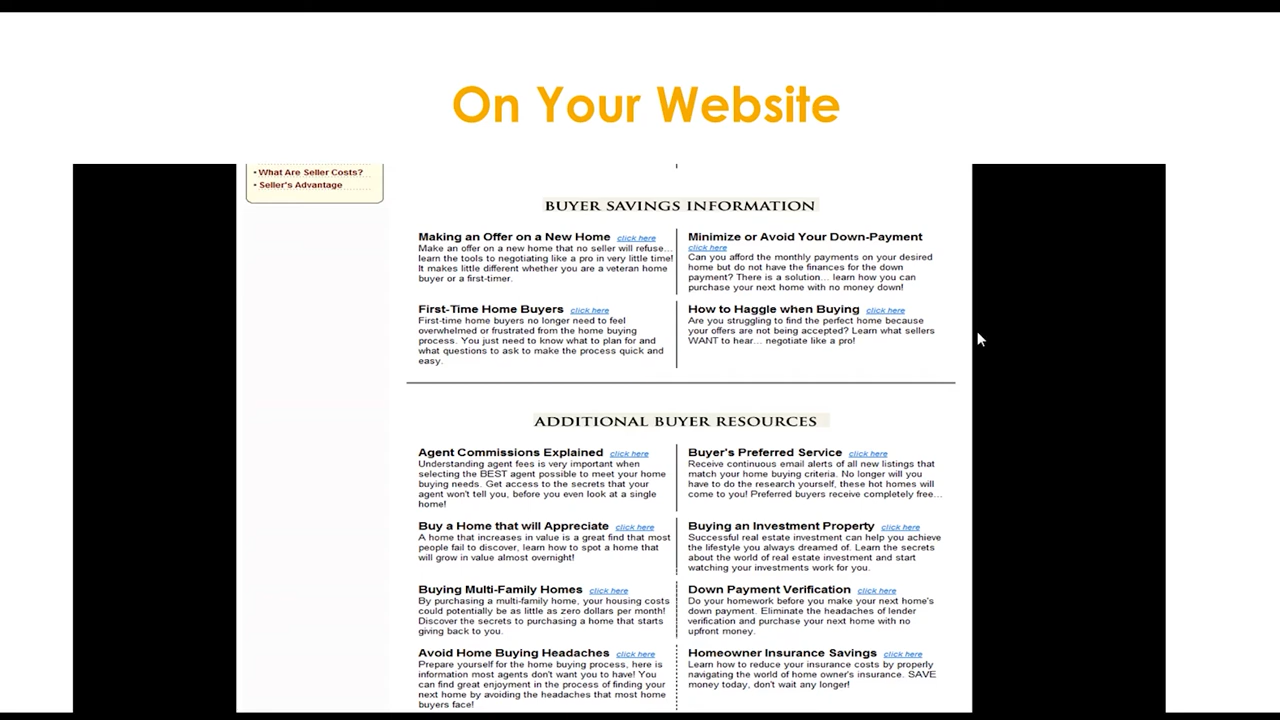 On Your Website
• What Are Seller Costs?
• Seller's Advantage
BUYER SAVINGS INFORMATION
Making an Offer on a New Home click here
Make an offer on a new home that no seller will refuse...
learn the tools to negotiating like a pro in very little time!
It makes little different whether you are a veteran home
buyer or a first-timer.
Minimize or Avoid Your Down-Payment
click here
Can you afford the monthly payments on your desired
home but do not have the finances for the down
payment? There is a solution... learn how you can
purchase your next home with no money down!
First-Time Home Buyers click here
First-time home buyers no longer need to feel
overwhelmed or frustrated from the home buying
process. You just need to know what to plan for and
what questions to ask to make the process quick and
easy.
How to Haggle when Buying click here
Are you struggling to find the perfect home because
your offers are not being accepted? Learn what sellers
WANT to hear... negotiate like a pro!
ADDITIONAL BUYER RESOURCES
Agent Commissions Explained click here
Understanding agent fees is very important when
selecting the BEST agent possible to meet your home
buying needs. Get access to the secrets that your
agent won't tell you, before you even look at a single
home!
Buyer's Preferred Service click here
Receive continuous email alerts of all new listings that
match your home buying criteria. No longer will you
have to do the research yourself, these hot homes will
come to you! Preferred buyers receive completely free...
Buy a Home that will Appreciate click here
A home that increases in value is a great find that most
people fail to discover, learn how to spot a home that
will grow in value almost overnight!
Buying an Investment Property click here
Successful real estate investment can help you achieve
the lifestyle you always dreamed of. Learn the secrets
about the world of real estate investment and start
watching your investments work for you.
Buying Multi-Family Homes click here
By purchasing a multi-family home, your housing costs
could potentially be as little as zero dollars per month!
Discover the secrets to purchasing a home that starts
giving back to you.
Down Payment Verification click here
Do your homework before you make your next home's
down payment. Eliminate the headaches of lender
verification and purchase your next home with no
upfront money.
Avoid Home Buying Headaches click here
Prepare yourself for the home buying process, here is
information most agents don't want you to have! You
can find great enjoyment in the process of finding your
next home by avoiding the headaches that most home
buyers face!
Homeowner Insurance Savings click here
Learn how to reduce your insurance costs by properly
navigating the world of home owner's insurance. SAVE
money today, don't wait any longer!